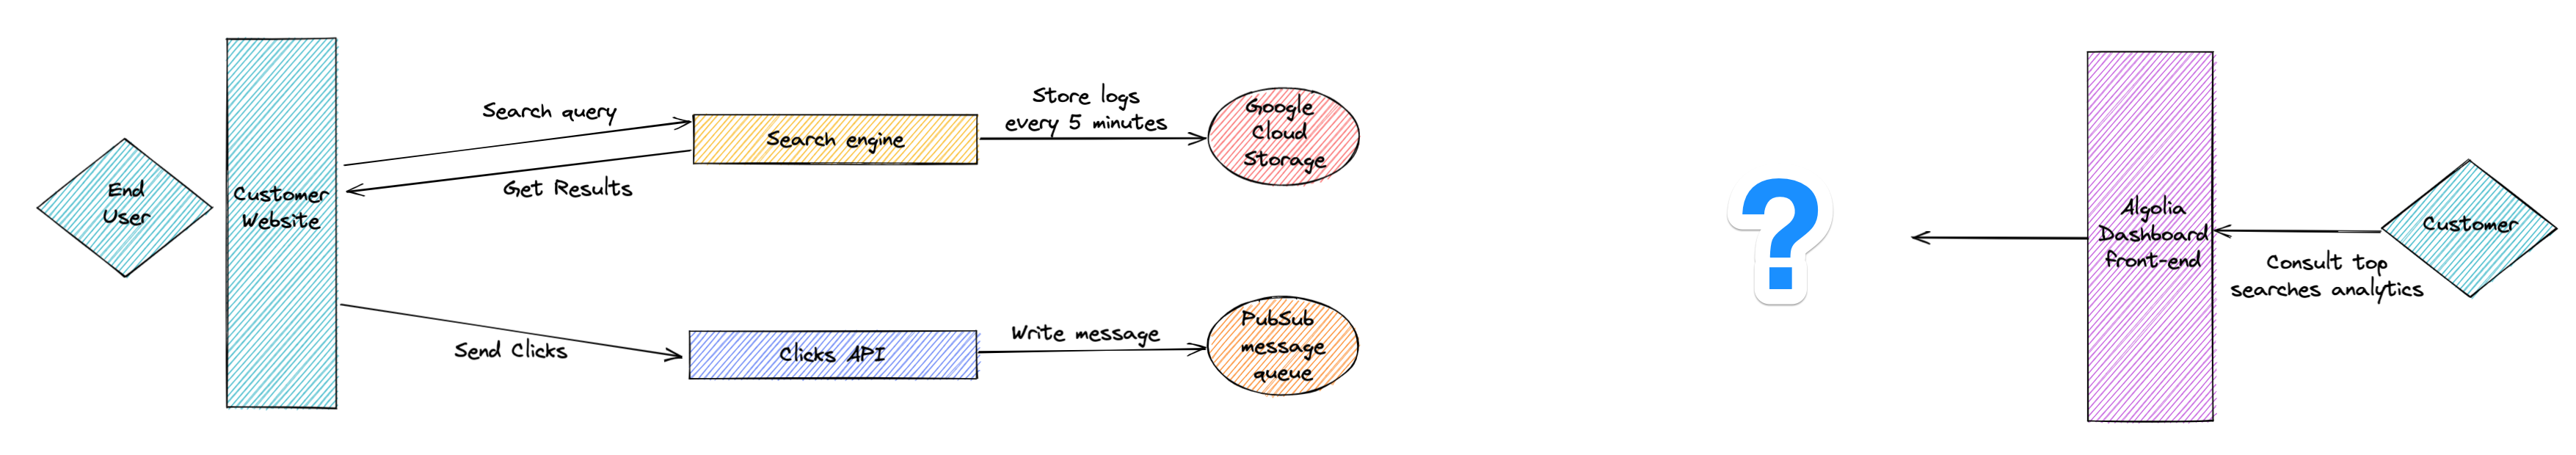 End
User
Customer
Website
Search query
Get Results
Send Clicks
Search engine
Clicks API
Store logs
every 5 minutes
Write message
Google
Cloud
Storage
PubSub
message
queue
?
Algolia
Dashboard
front-end
Customer
Consult top
searches analytics